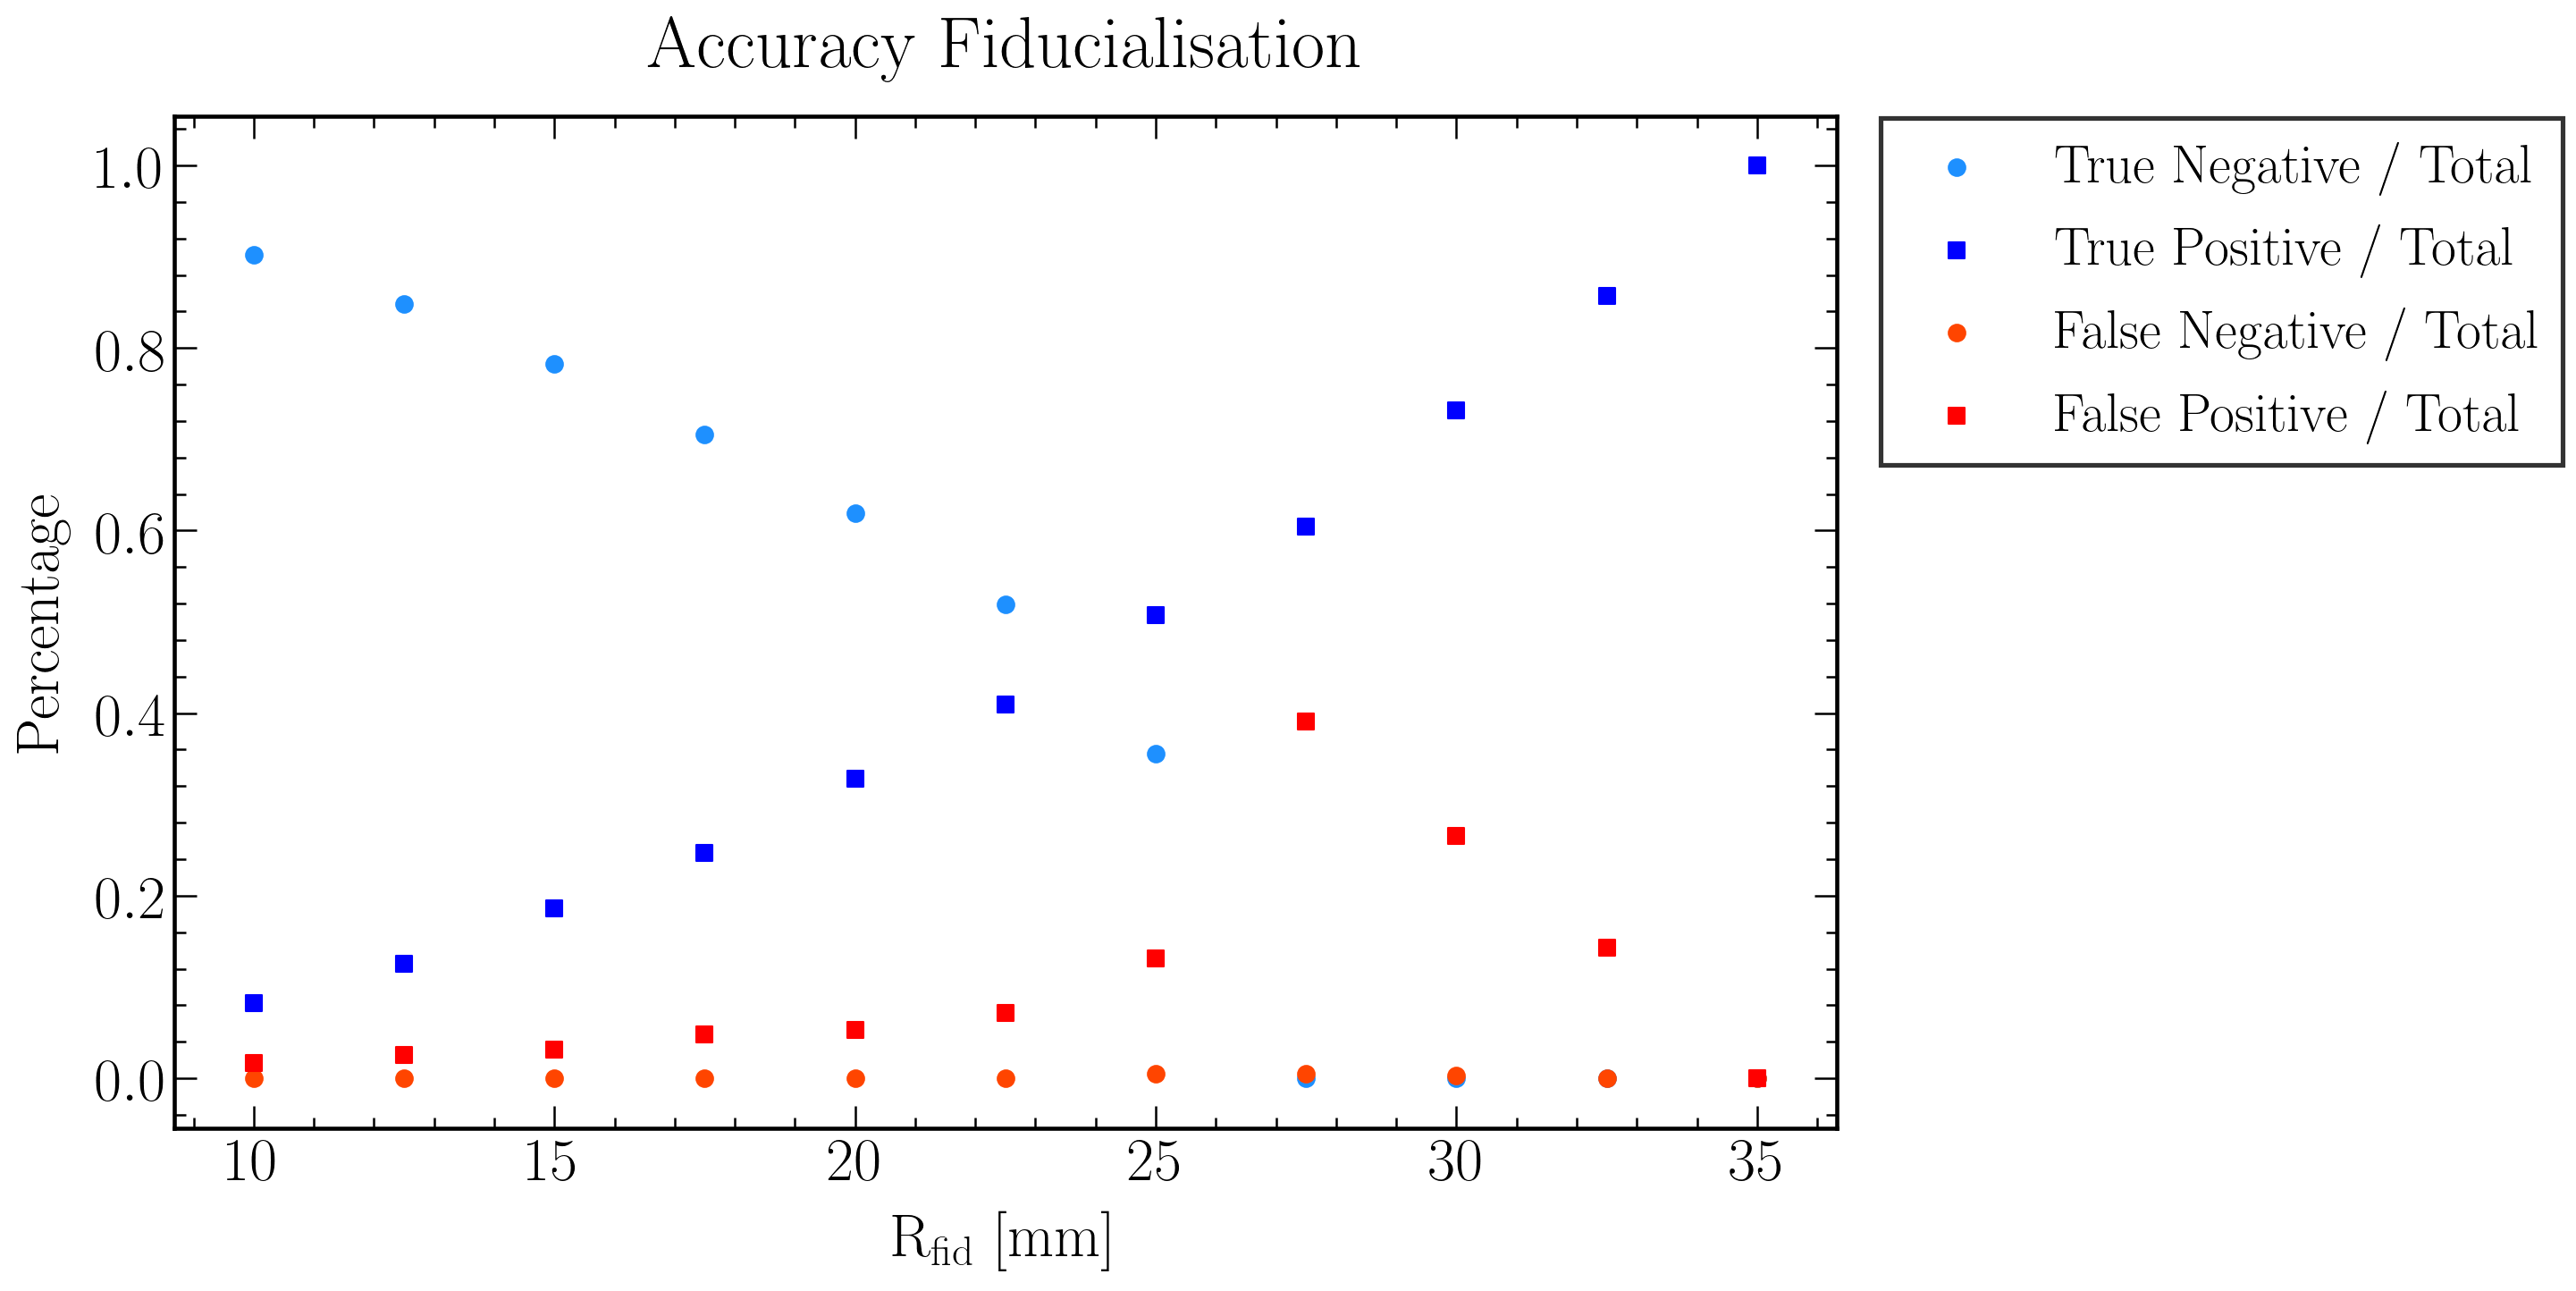 Accuracy Fiducialisation
1.0
0.8
0.6
0.4
0.2
0.0
Percentage
10 15 20 25 30 35
R_fid [mm]
True Negative / Total
True Positive / Total
False Negative / Total
False Positive / Total